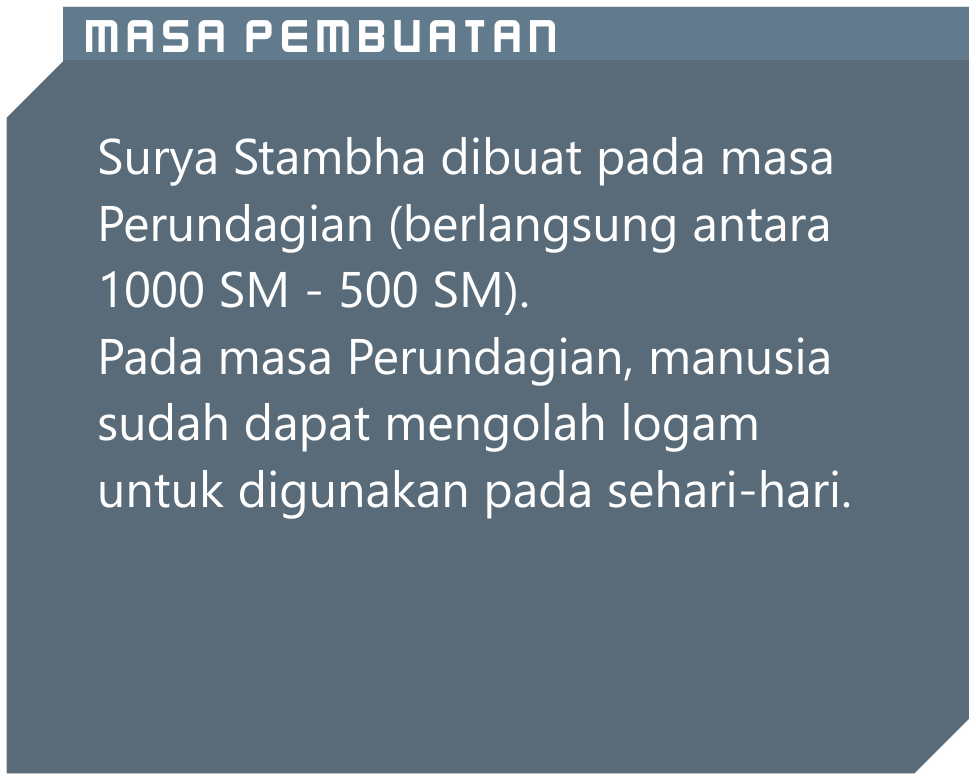 MASA PEMBUATAN
Surya Stambha dibuat pada masa
Perundagian (berlangsung antara
1000 SM - 500 SM).
Pada masa Perundagian, manusia
sudah dapat mengolah logam
untuk digunakan pada sehari-hari.